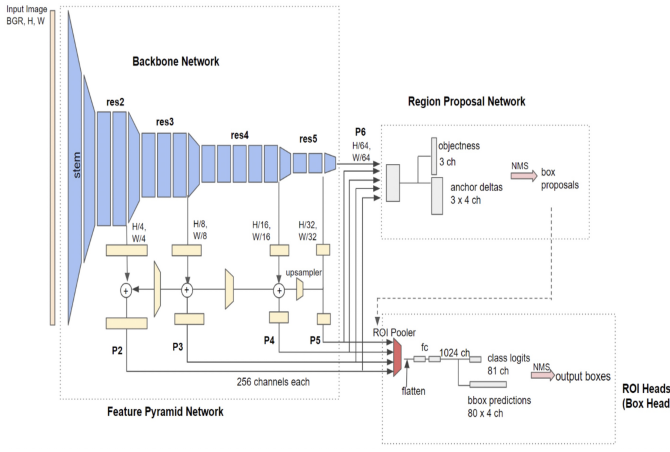 Input Image
BGR, H, W
Backbone Network
res2
res3
res4
res5
stem
P6
H/64,
W/64
Region Proposal Network
objectness
3 ch
anchor deltas
3 x 4 ch
NMS
box
proposals
H/4,
W/4
H/8,
W/8
H/16,
W/16
H/32,
W/32
upsampler
P2
P3
P4
P5
256 channels each
Feature Pyramid Network
ROI Pooler
fc
1024 ch
flatten
class logits
81 ch
bbox predictions
80 x 4 ch
NMS
output boxes
ROI Heads
(Box Head